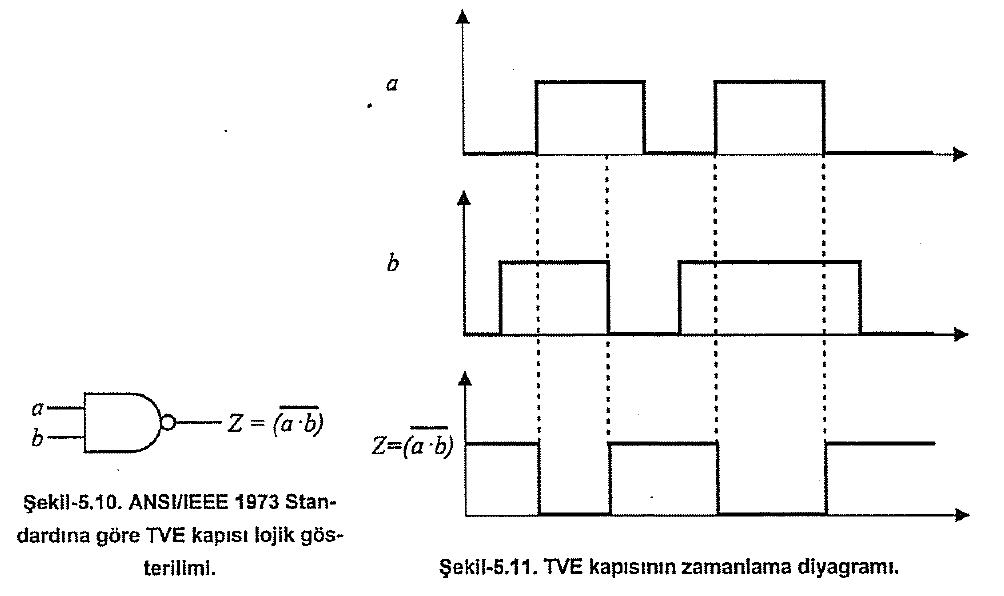 a
b
Z=(a·b)
a
b
Z = (a·b)
Şekil-5.10. ANSI/IEEE 1973 Stan-
dardına göre TVE kapısı lojik gös-
terilimi.
Şekil-5.11. TVE kapısının zamanlama diyagramı.